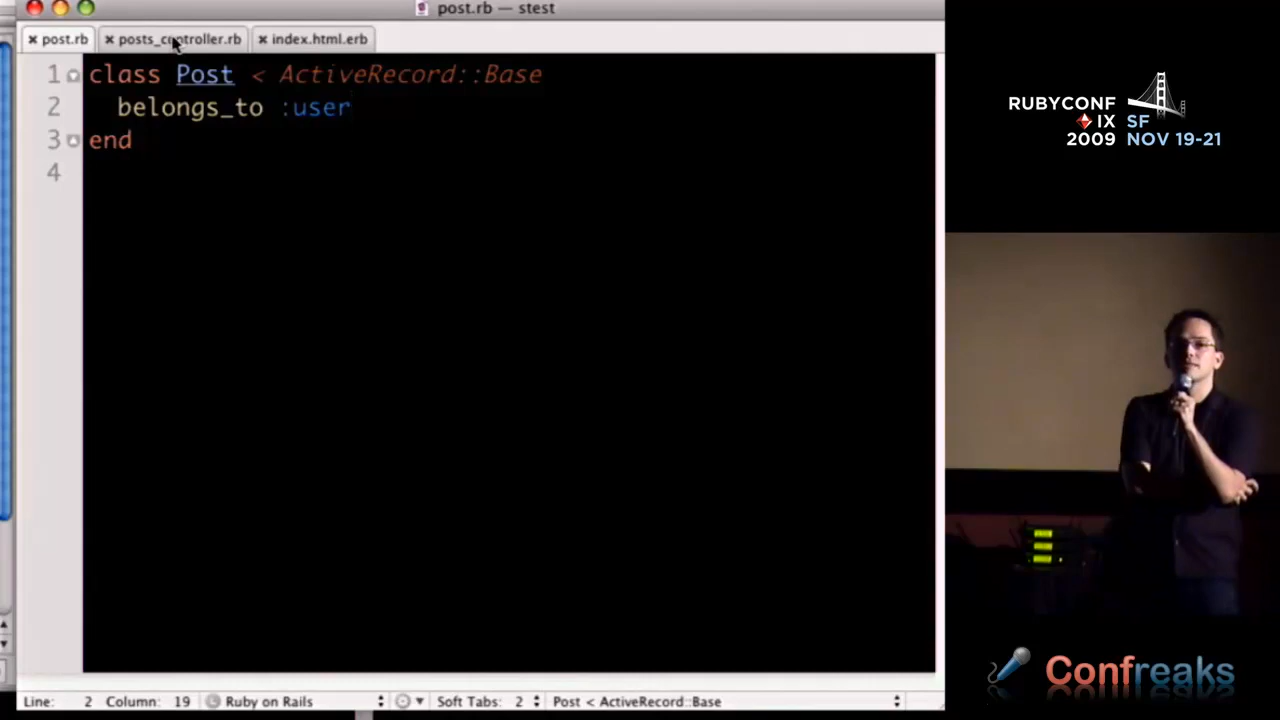 post.rb — stest
post.rb posts_controller.rb index.html.erb
1 class Post < ActiveRecord::Base
2 belongs_to :user
3 end
4
Line: 2 Column: 19 Ruby on Rails Soft Tabs: 2 Post < ActiveRecord::Base
RUBYCONF
IX SF
2009 NOV 19-21
Confreaks